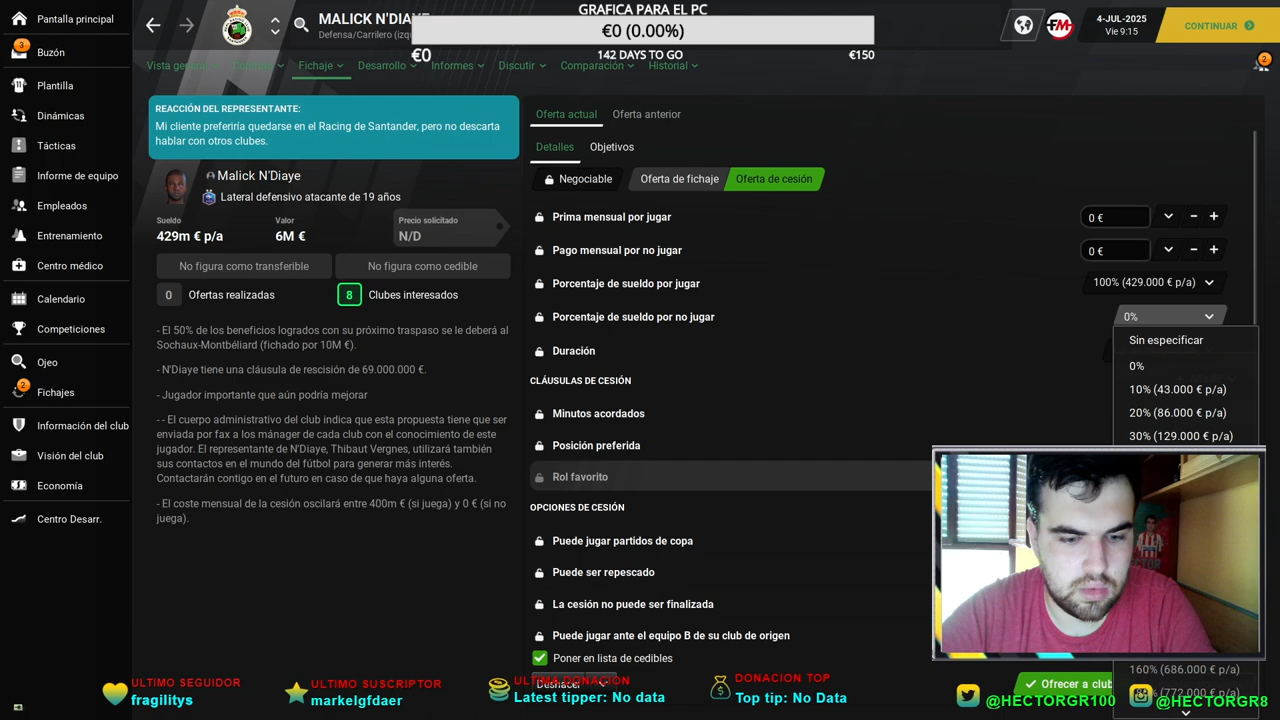 Pantalla principal
3
Buzón
Plantilla
Dinámicas
Tácticas
Informe de equipo
Empleados
Entrenamiento
Centro médico
Calendario
Competiciones
Ojeo
2
Fichajes
Información del club
Visión del club
Economía
Centro Desarr.
MALICK N'DIAYE
Defensa/Carrilero (izq
GRAFICA PARA EL PC
€0 (0.00%)
€0
142 DAYS TO GO
€150
FM
4-JUL-2025
Vie 9:15
CONTINUAR
2
Vista general
Fichaje
Desarrollo
Informes
Discutir
Comparación
Historial
REACCIÓN DEL REPRESENTANTE:
Mi cliente preferiría quedarse en el Racing de Santander, pero no descarta
hablar con otros clubes.
Malick N'Diaye
Lateral defensivo atacante de 19 años
Sueldo
Valor
Precio solicitado
429m € p/a
6M €
N/D
No figura como transferible
No figura como cedible
0
Ofertas realizadas
8
Clubes interesados
- El 50% de los beneficios logrados con su próximo traspaso se le deberá al
Sochaux-Montbéliard (fichado por 10M €).
- N'Diaye tiene una cláusula de rescisión de 69.000.000 €.
- Jugador importante que aún podría mejorar
- - El cuerpo administrativo del club indica que esta propuesta tiene que ser
enviada por fax a los mánager de cada club con el conocimiento de este
jugador. El representante de N'Diaye, Thibaut Vergnes, utilizará también
sus contactos en el mundo del fútbol para generar más interés.
Contactarán contigo en el futuro en caso de que haya alguna oferta.
- El coste mensual de la cesión oscilará entre 400m € (si juega) y 0 € (si no
juega).
Oferta actual
Oferta anterior
Detalles
Objetivos
Negociable
Oferta de fichaje
Oferta de cesión
Prima mensual por jugar
0 €
Pago mensual por no jugar
0 €
Porcentaje de sueldo por jugar
100% (429.000 € p/a)
Porcentaje de sueldo por no jugar
0%
Duración
Sin especificar
0%
10% (43.000 € p/a)
20% (86.000 € p/a)
30% (129.000 € p/a)
CLÁUSULAS DE CESIÓN
Minutos acordados
Posición preferida
Rol favorito
OPCIONES DE CESIÓN
Puede jugar partidos de copa
Puede ser repescado
La cesión no puede ser finalizada
Puede jugar ante el equipo B de su club de origen
Poner en lista de cedibles
160% (686.000 € p/a)
(772.000 € p/a)
Deshacer
Ofrecer a club
ULTIMO SEGUIDOR
fragilitys
ULTIMO SUSCRIPTOR
markelgfdaer
ULTIMA DONACION
Latest tipper: No data
DONACION TOP
Top tip: No Data
@HECTORGR100
@HECTORGR8